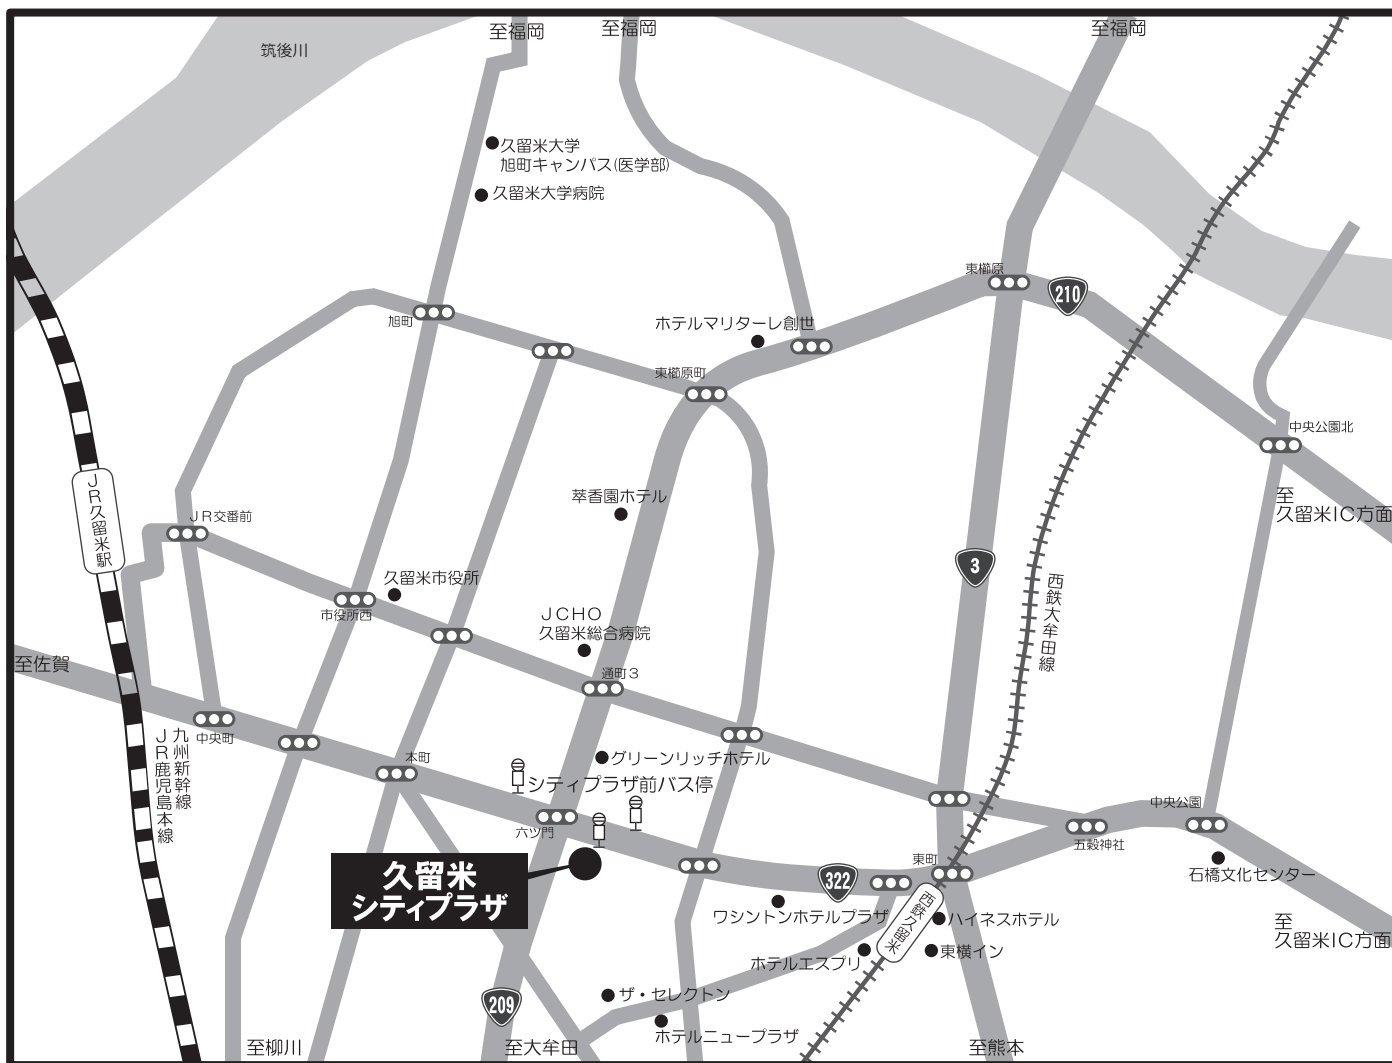 至福岡
至福岡
至福岡
筑後川
久留米大学
旭町キャンパス(医学部)
久留米大学病院
東櫛原
210
旭町
ホテルマリターレ創世
東櫛原町
中央公園北
JR久留米駅
萃香園ホテル
至
久留米IC方面
JR交番前
3
久留米市役所
市役所西
西鉄大牟田線
JCHO
久留米総合病院
至佐賀
通町3
中央町
九州新幹線
JR鹿児島本線
本町
グリーンリッチホテル
シティプラザ前バス停
六ツ門
中央公園
五穀神社
東町
久留米
シティプラザ
322
石橋文化センター
ワシントンホテルプラザ
西鉄久留米
ハイネスホテル
至
久留米IC方面
ホテルエスプリ
東横イン
209
ザ・セレクトン
ホテルニュープラザ
至柳川
至大牟田
至熊本